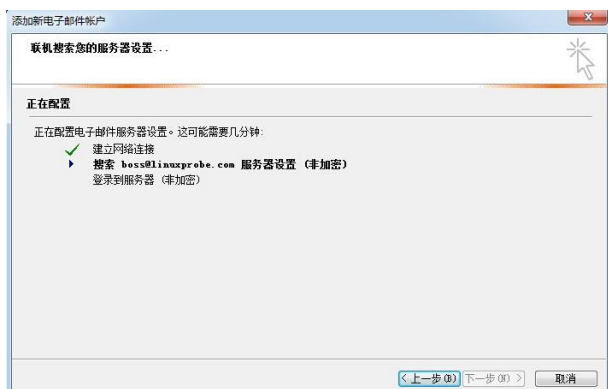 添加新电子邮件帐户
联机搜索您的服务器设置...
正在配置
正在配置电子邮件服务器设置。这可能需要几分钟:
建立网络连接
搜索 boss@linuxprobe.com 服务器设置 (非加密)
登录到服务器 (非加密)
< 上一步(B) 下一步(N) > 取消